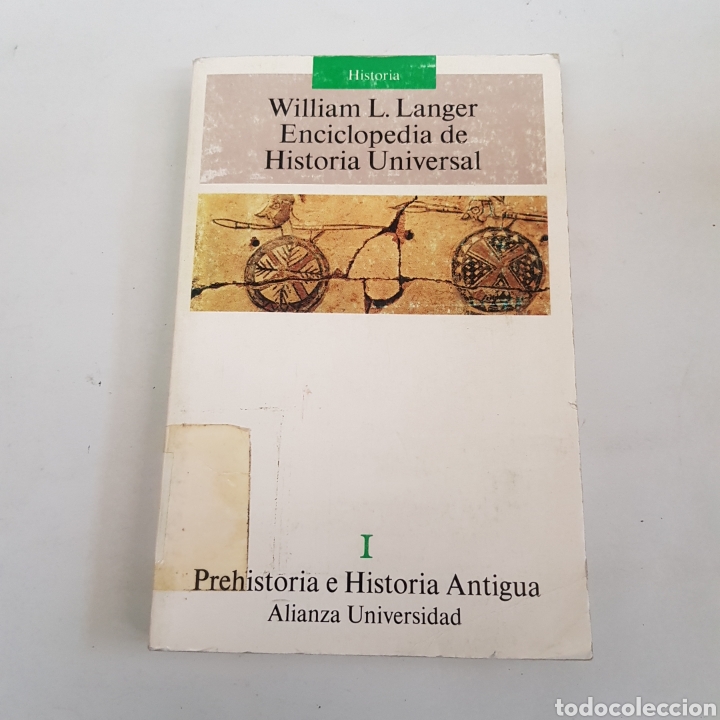 Historia
William L. Langer
Enciclopedia de
Historia Universal
I
Prehistoria e Historia Antigua
Alianza Universidad
todocoleccion